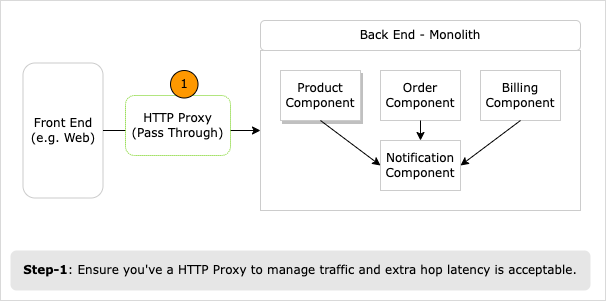 Back End - Monolith
1
Front End
(e.g. Web)
HTTP Proxy
(Pass Through)
Product
Component
Order
Component
Billing
Component
Notification
Component
Step-1: Ensure you've a HTTP Proxy to manage traffic and extra hop latency is acceptable.